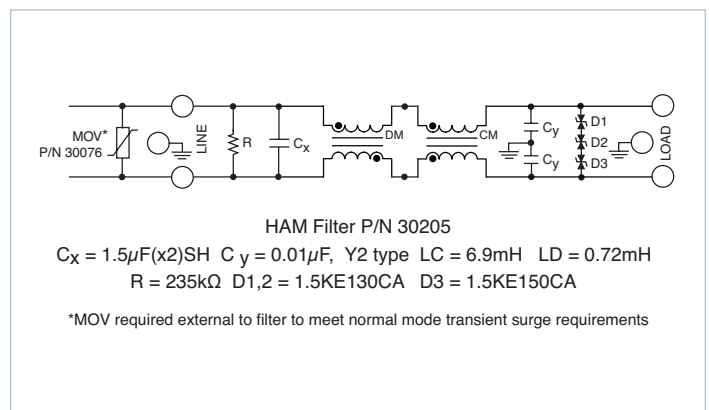 MOV*
P/N 30076
LINE
R
Cx
DM
CM
Cy
Cy
D1
D2
D3
LOAD
HAM Filter P/N 30205
Cx = 1.5µF(x2)SH C y = 0.01µF, Y2 type LC = 6.9mH LD = 0.72mH
R = 235kΩ D1,2 = 1.5KE130CA D3 = 1.5KE150CA
*MOV required external to filter to meet normal mode transient surge requirements